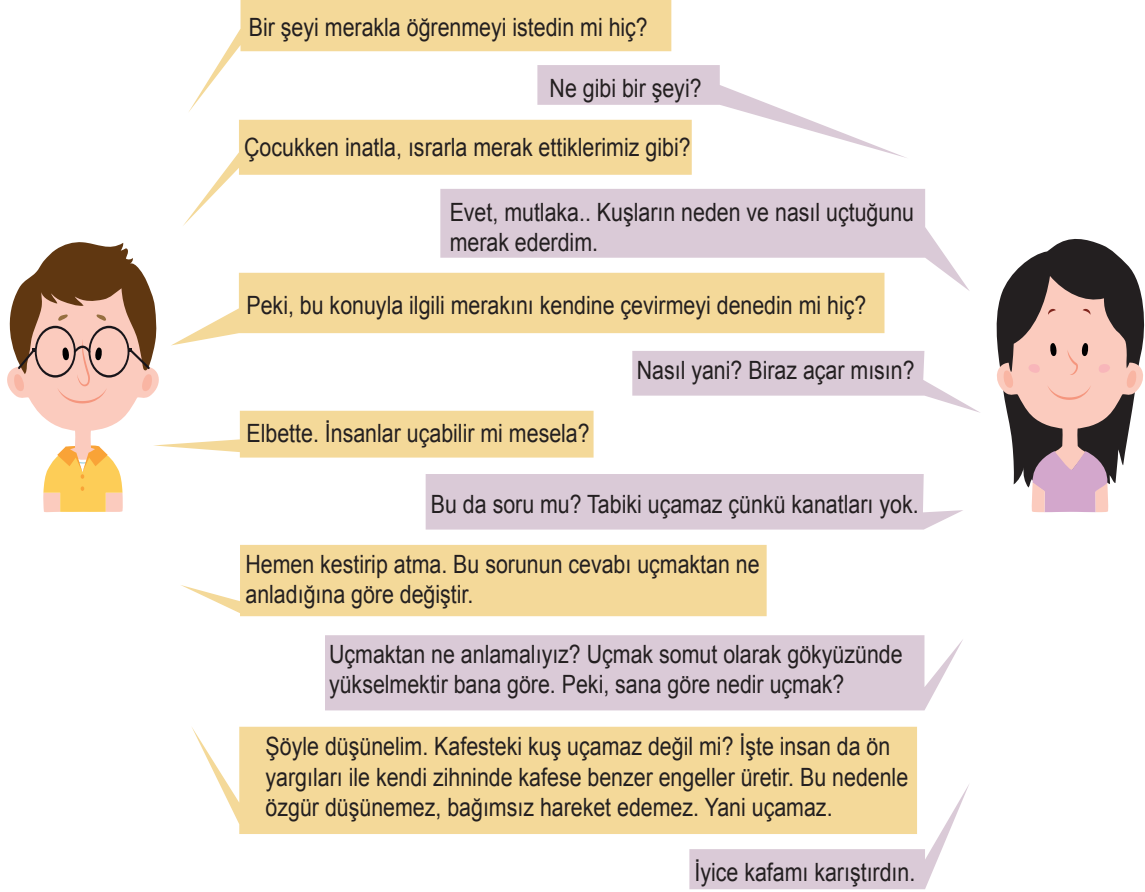 Bir şeyi merakla öğrenmeyi istedin mi hiç?
Ne gibi bir şeyi?
Çocukken inatla, ısrarla merak ettiklerimiz gibi?
Evet, mutlaka.. Kuşların neden ve nasıl uçtuğunu
merak ederdim.
Peki, bu konuyla ilgili merakını kendine çevirmeyi denedin mi hiç?
Nasıl yani? Biraz açar mısın?
Elbette. İnsanlar uçabilir mi mesela?
Bu da soru mu? Tabiki uçamaz çünkü kanatları yok.
Hemen kestirip atma. Bu sorunun cevabı uçmaktan ne
anladığına göre değiştir.
Uçmaktan ne anlamalıyız? Uçmak somut olarak gökyüzünde
yükselmektir bana göre. Peki, sana göre nedir uçmak?
Şöyle düşünelim. Kafesteki kuş uçamaz değil mi? İşte insan da ön
yargıları ile kendi zihninde kafese benzer engeller üretir. Bu nedenle
özgür düşünemez, bağımsız hareket edemez. Yani uçamaz.
İyice kafamı karıştırdın.